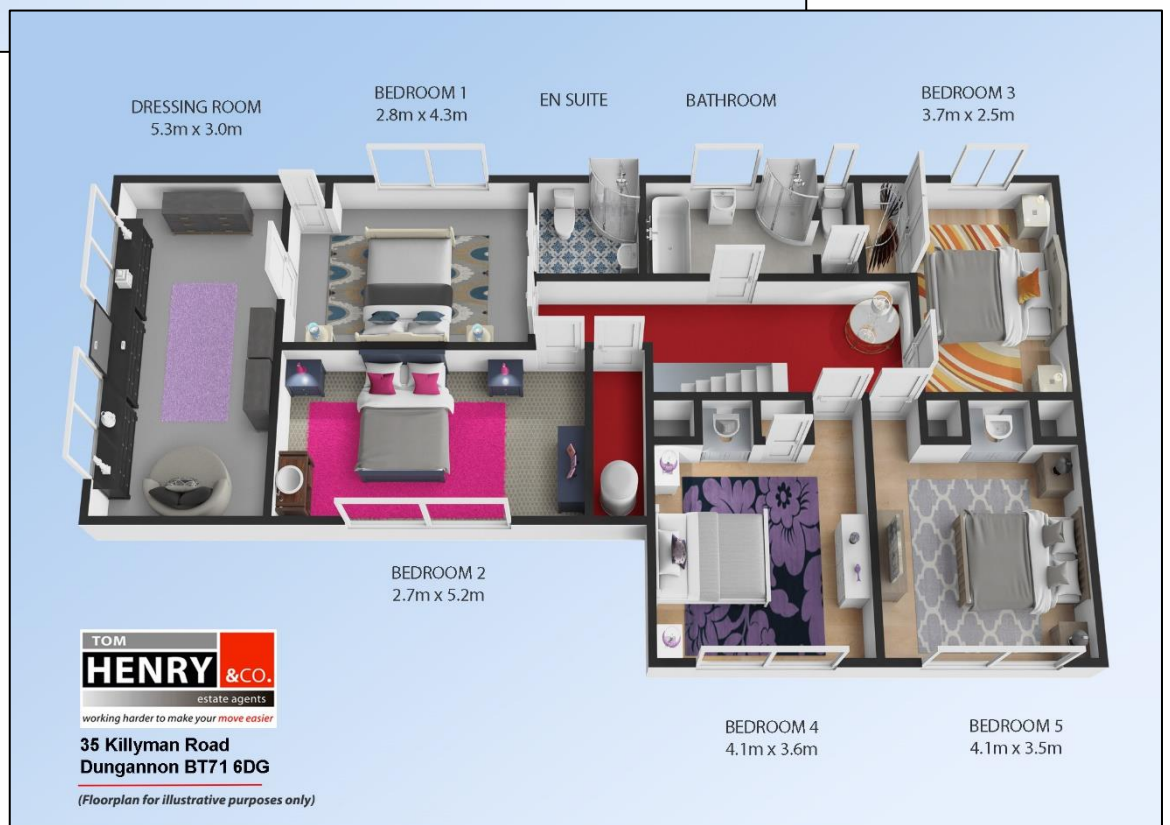 DRESSING ROOM
5.3m x 3.0m
BEDROOM 1
2.8m x 4.3m
EN SUITE
BATHROOM
BEDROOM 3
3.7m x 2.5m
BEDROOM 2
2.7m x 5.2m
BEDROOM 4
4.1m x 3.6m
BEDROOM 5
4.1m x 3.5m
TOM
HENRY &CO.
estate agents
working harder to make your move easier
35 Killyman Road
Dungannon BT71 6DG
(Floorplan for illustrative purposes only)